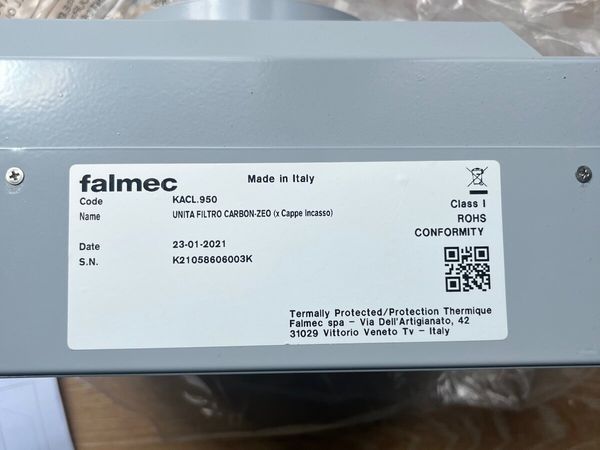 falmec
Made in Italy
Code KACL.950
Name UNITA FILTRO CARBON-ZEO (x Cappe Incasso)
Date 23-01-2021
S.N. K21058606003K
Class I
ROHS
CONFORMITY
Termally Protected/Protection Thermique
Falmec spa - Via Dell'Artigianato, 42
31029 Vittorio Veneto Tv - Italy